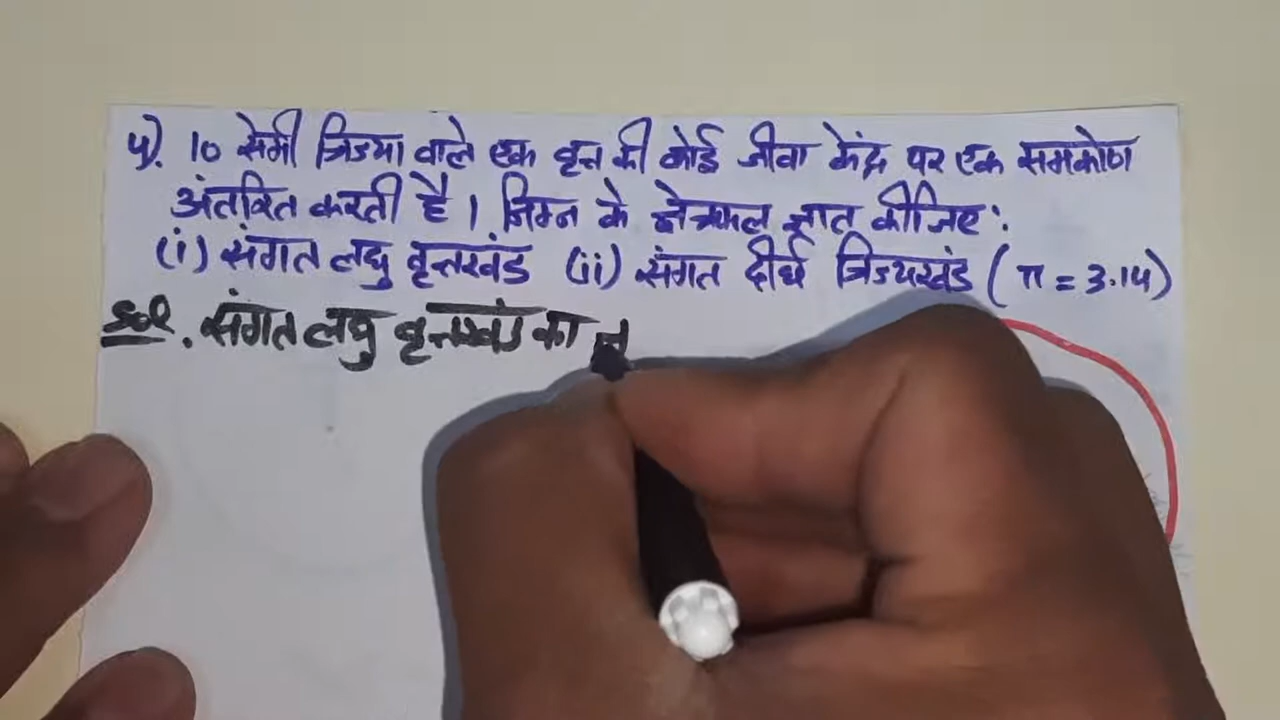 4). 10 सेमी त्रिज्या वाले एक वृत्त की कोई जीवा केंद्र पर एक समकोण
अंतरित करती है। निम्न के क्षेत्रफल ज्ञात कीजिए:
(i) संगत लघु वृत्तखंड (ii) संगत दीर्घ त्रिज्यखंड (π = 3.14)
Sol. संगत लघु वृत्तखंड का